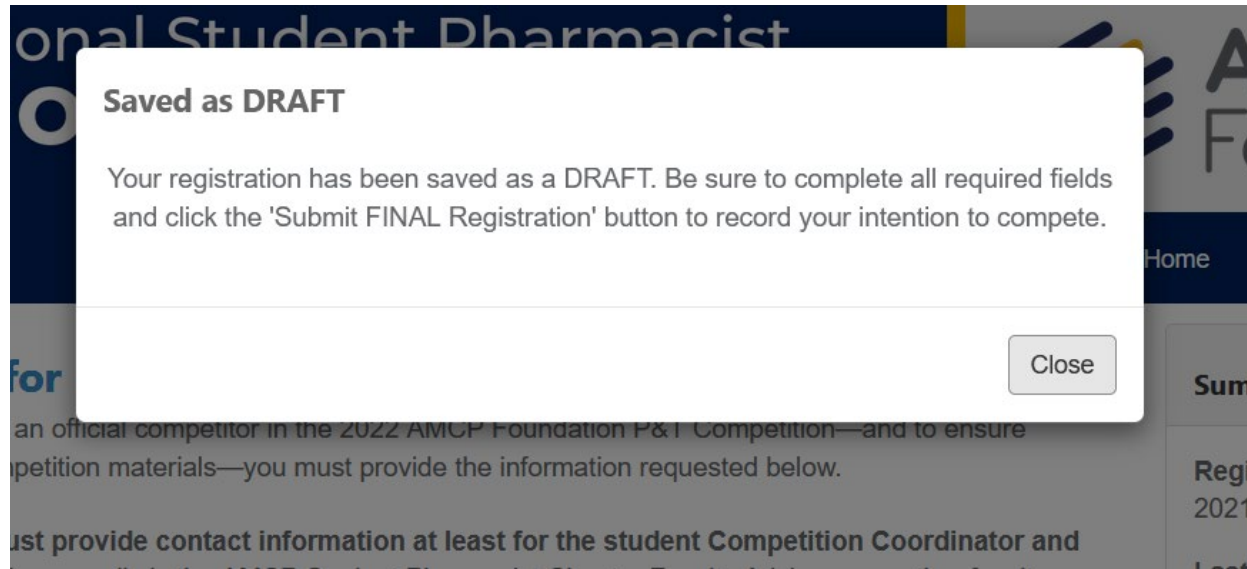 onal Student Pharmacist
Saved as DRAFT
Your registration has been saved as a DRAFT. Be sure to complete all required fields
and click the 'Submit FINAL Registration' button to record your intention to compete.
Home
Close
for
an official competitor in the 2022 AMCP Foundation P&T Competition—and to ensure
petition materials—you must provide the information requested below.
ust provide contact information at least for the student Competition Coordinator and
Sum
Regi
2021